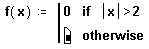 f(x) := | 0 if |x|>2
| ▮ otherwise